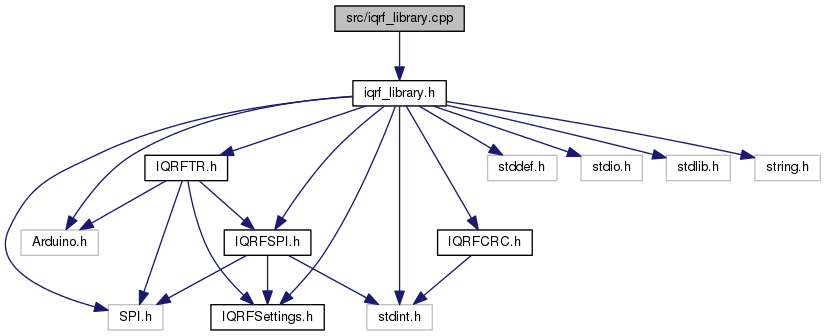 src/iqrf_library.cpp
iqrf_library.h
IQRFTR.h
stddef.h
stdio.h
stdlib.h
string.h
Arduino.h
IQRFSPI.h
IQRFCRC.h
SPI.h
IQRFSettings.h
stdint.h